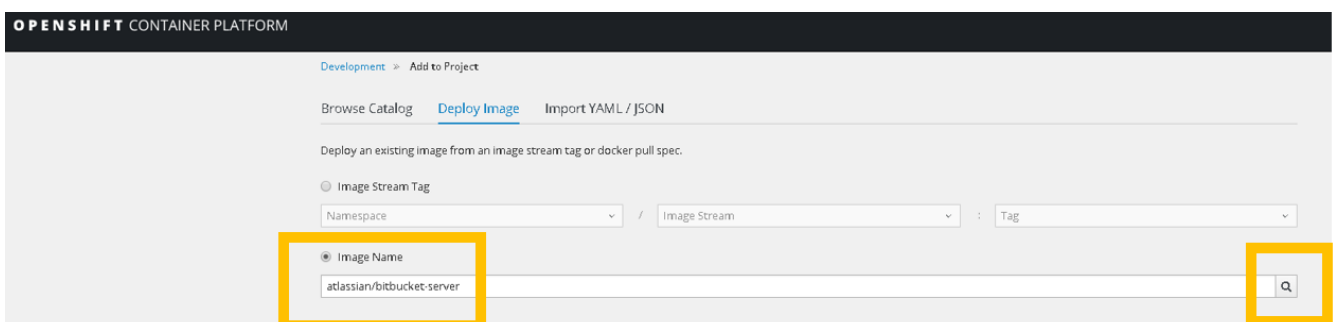 OPENSHIFT CONTAINER PLATFORM
Development » Add to Project
Browse Catalog Deploy Image Import YAML / JSON
Deploy an existing image from an image stream tag or docker pull spec.
Image Stream Tag
Namespace / Image Stream : Tag
Image Name
atlassian/bitbucket-server